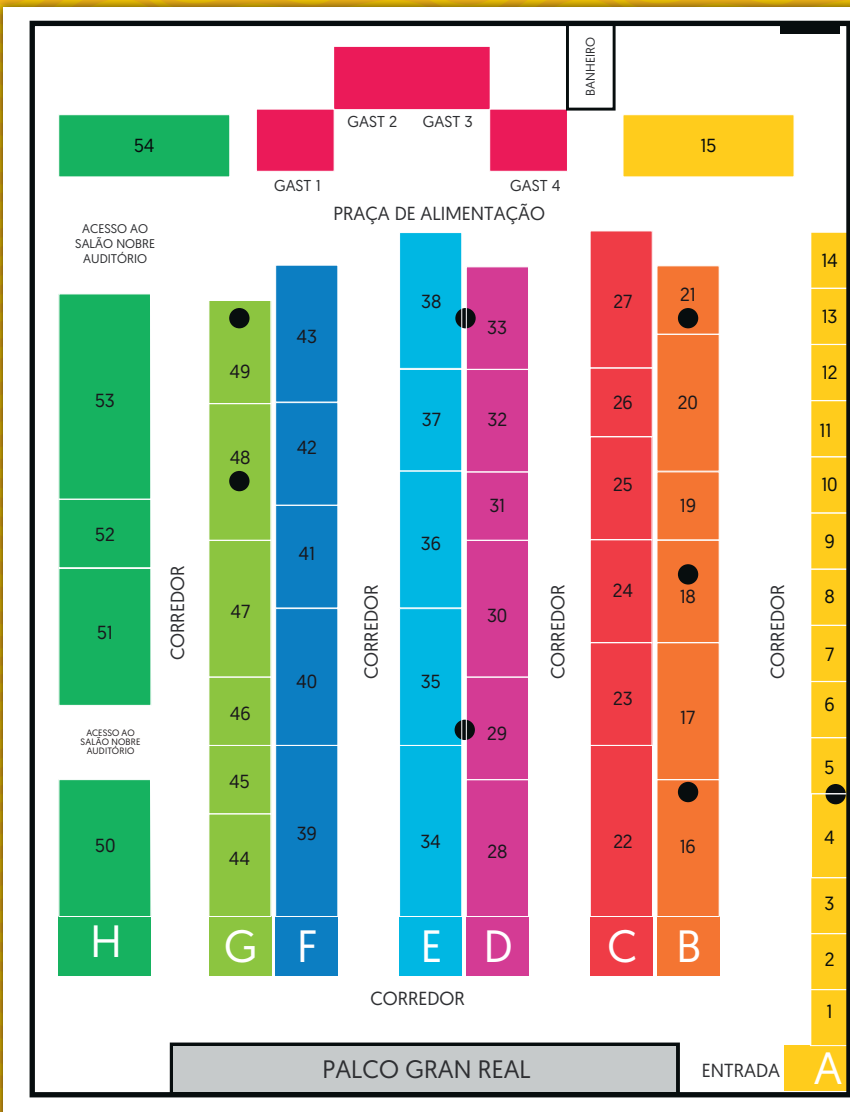 BANHEIRO
GAST 2
GAST 3
54
15
GAST 1
GAST 4
PRAÇA DE ALIMENTAÇÃO
ACESSO AO
SALÃO NOBRE
AUDITÓRIO
53
52
51
ACESSO AO
SALÃO NOBRE
AUDITÓRIO
50
H
CORREDOR
49
48
47
46
45
44
G
43
42
41
40
39
F
CORREDOR
38
37
36
35
34
E
33
32
31
30
29
28
D
CORREDOR
27
26
25
24
23
22
C
21
20
19
18
17
16
B
CORREDOR
14
13
12
11
10
9
8
7
6
5
4
3
2
1
A
CORREDOR
PALCO GRAN REAL
ENTRADA